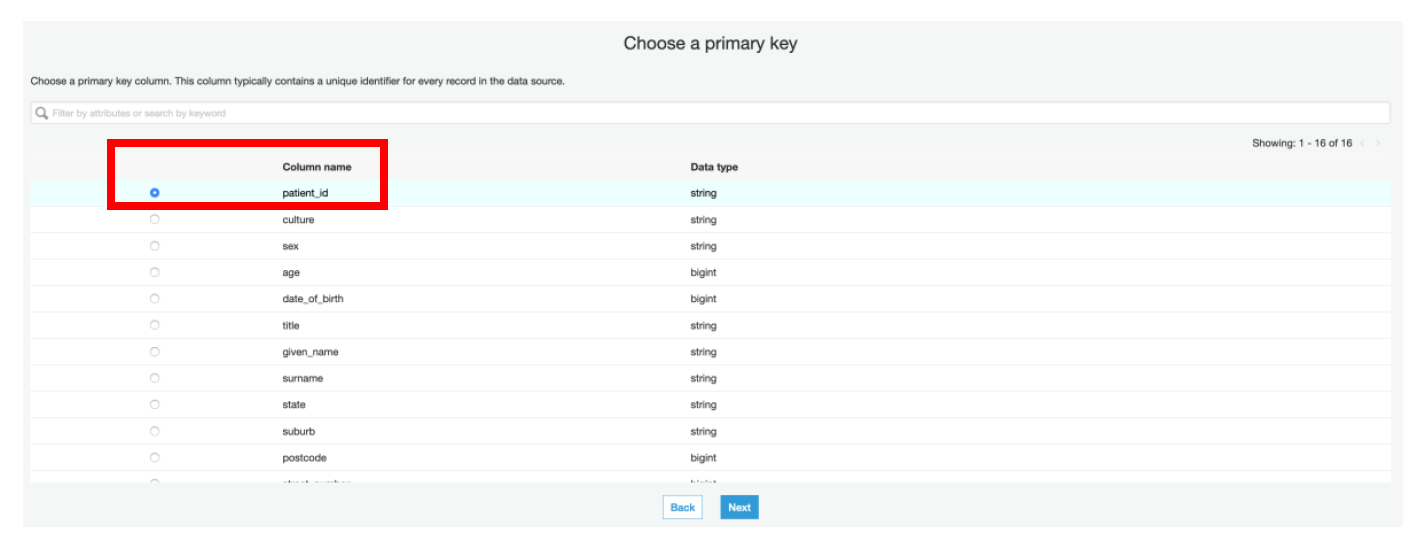 Choose a primary key
Choose a primary key column. This column typically contains a unique identifier for every record in the data source.
Filter by attributes or search by keyword
Showing: 1 - 16 of 16 < >
Column name Data type
patient_id string
culture string
sex string
age bigint
date_of_birth bigint
title string
given_name string
surname string
state string
suburb string
postcode bigint
Back Next